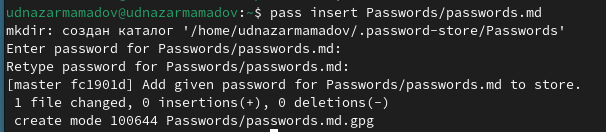 udnazarmamadov@udnazarmamadov:~$ pass insert Passwords/passwords.md
mkdir: создан каталог '/home/udnazarmamadov/.password-store/Passwords'
Enter password for Passwords/passwords.md:
Retype password for Passwords/passwords.md:
[master fc1901d] Add given password for Passwords/passwords.md to store.
 1 file changed, 0 insertions(+), 0 deletions(-)
 create mode 100644 Passwords/passwords.md.gpg